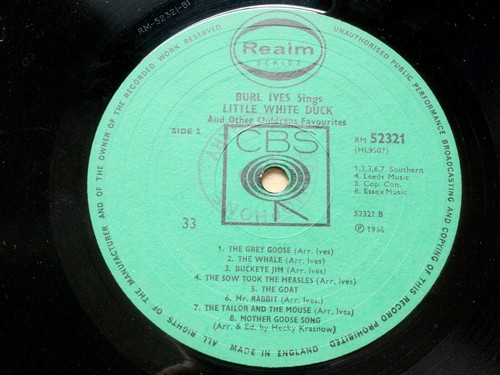 RM-52321-B1
Realm
SERIES
BURL IVES Sings
LITTLE WHITE DUCK
And Other Childrens Favourites
SIDE 2
CBS
RM 52321
(HL9507)
1,2,3,6,7. Southern
4. Leeds Music
5. Cop. Con.
8. Essex Music
33
52321 B
℗ 1966
1. THE GREY GOOSE (Arr. Ives)
2. THE WHALE (Arr. Ives)
3. BUCKEYE JIM (Arr. Ives)
4. THE SOW TOOK THE MEASLES (Arr. Ives)
5. THE GOAT
6. Mr. RABBIT (Arr. Ives.)
7. THE TAILOR AND THE MOUSE (Arr. Ives)
8. MOTHER GOOSE SONG
(Arr. & Ed. by Hecky Krasnow)
MADE IN ENGLAND
ALL RIGHTS OF THE MANUFACTURER AND OF THE OWNER OF THE RECORDED WORK RESERVED
UNAUTHORISED PUBLIC PERFORMANCE BROADCASTING AND COPYING OF THIS RECORD PROHIBITED